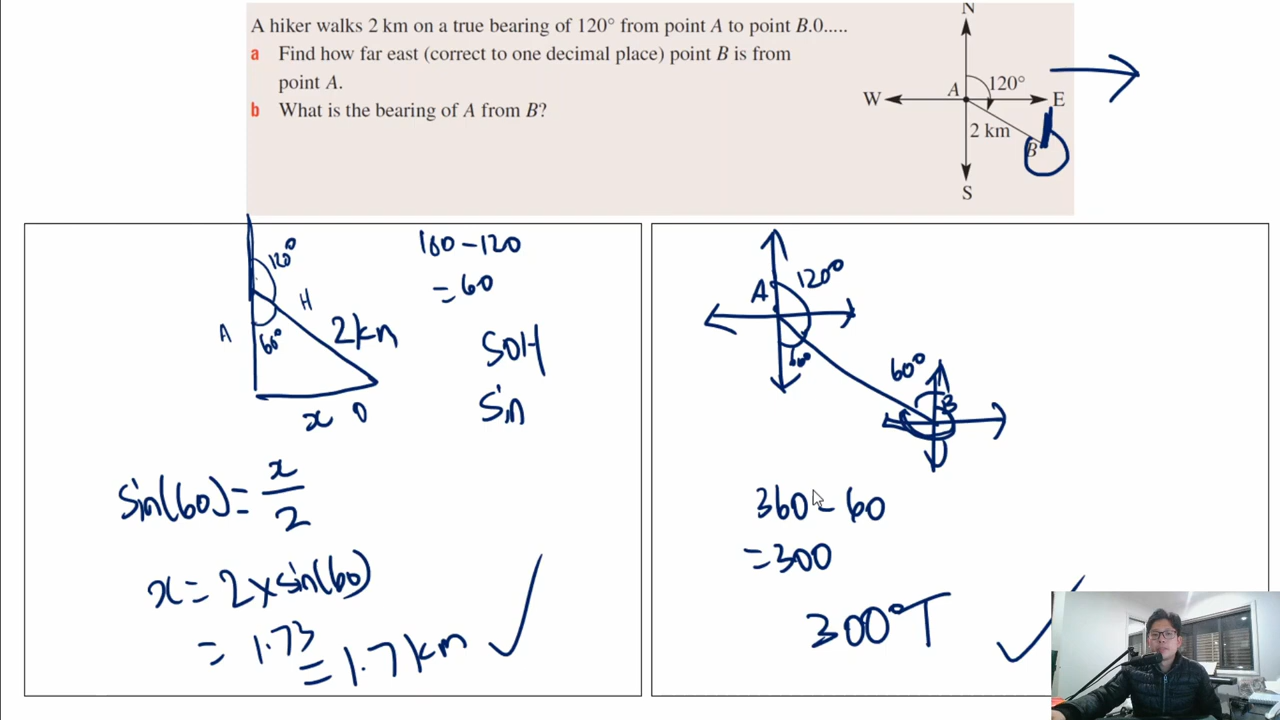 A hiker walks 2 km on a true bearing of 120° from point A to point B.0.....
a Find how far east (correct to one decimal place) point B is from
point A.
b What is the bearing of A from B?
N
A 120°
W E
2 km
B
S
120°
H
A
60°
2km
x O
180-120
=60
SOH
Sin
sin(60)=x/2
x=2×sin(60)
=1.73
=1.7km
A 120°
60°
60°
B
360-60
=300
300°T